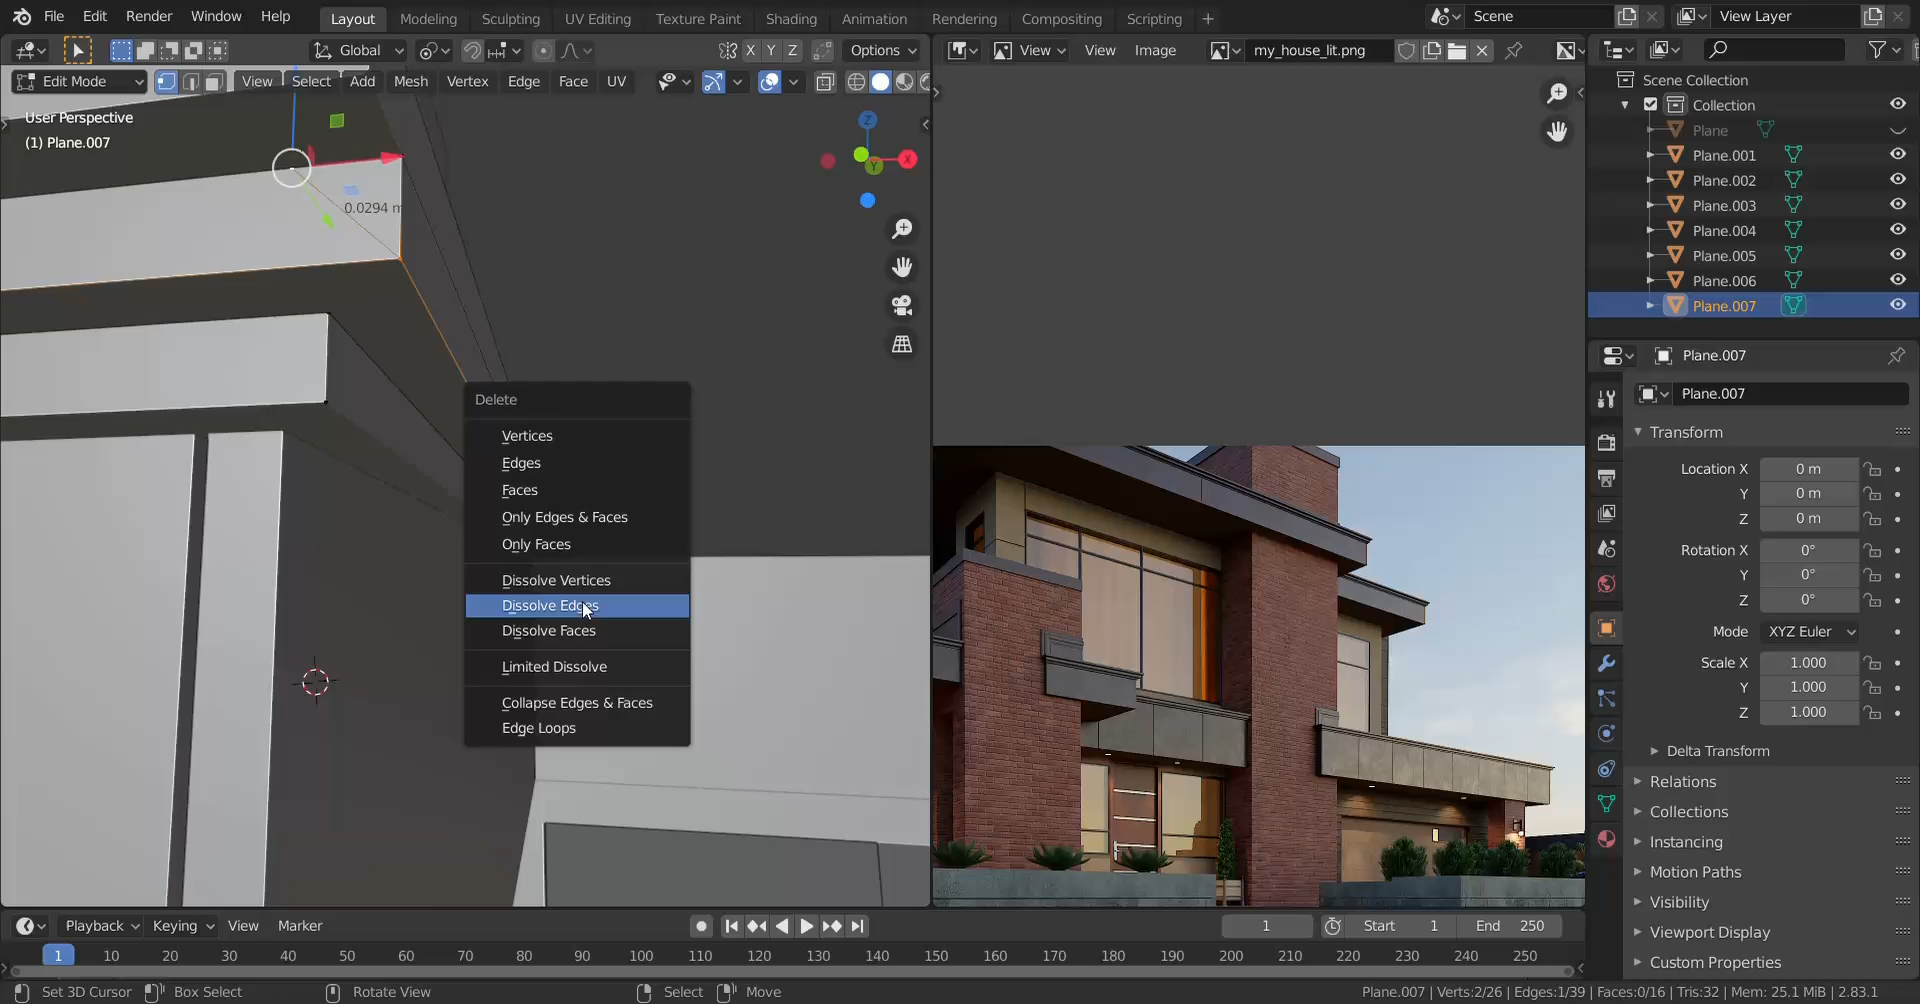 File Edit Render Window Help Layout Modeling Sculpting UV Editing Texture Paint Shading Animation Rendering Compositing Scripting + Scene View Layer
Global X Y Z Options View View Image my_house_lit.png
Edit Mode View Select Add Mesh Vertex Edge Face UV
User Perspective
(1) Plane.007
Z
X
Y
0.0294 m
Delete
Vertices
Edges
Faces
Only Edges & Faces
Only Faces
Dissolve Vertices
Dissolve Edges
Dissolve Faces
Limited Dissolve
Collapse Edges & Faces
Edge Loops
Scene Collection
Collection
Plane
Plane.001
Plane.002
Plane.003
Plane.004
Plane.005
Plane.006
Plane.007
Plane.007
Plane.007
Transform
Location X 0 m
Y 0 m
Z 0 m
Rotation X 0°
Y 0°
Z 0°
Mode XYZ Euler
Scale X 1.000
Y 1.000
Z 1.000
Delta Transform
Relations
Collections
Instancing
Motion Paths
Visibility
Viewport Display
Custom Properties
Playback Keying View Marker 1 Start 1 End 250
1 10 20 30 40 50 60 70 80 90 100 110 120 130 140 150 160 170 180 190 200 210 220 230 240 250
Set 3D Cursor Box Select Rotate View Select Move Plane.007 | Verts:2/26 | Edges:1/39 | Faces:0/16 | Tris:32 | Mem: 25.1 MiB | 2.83.1